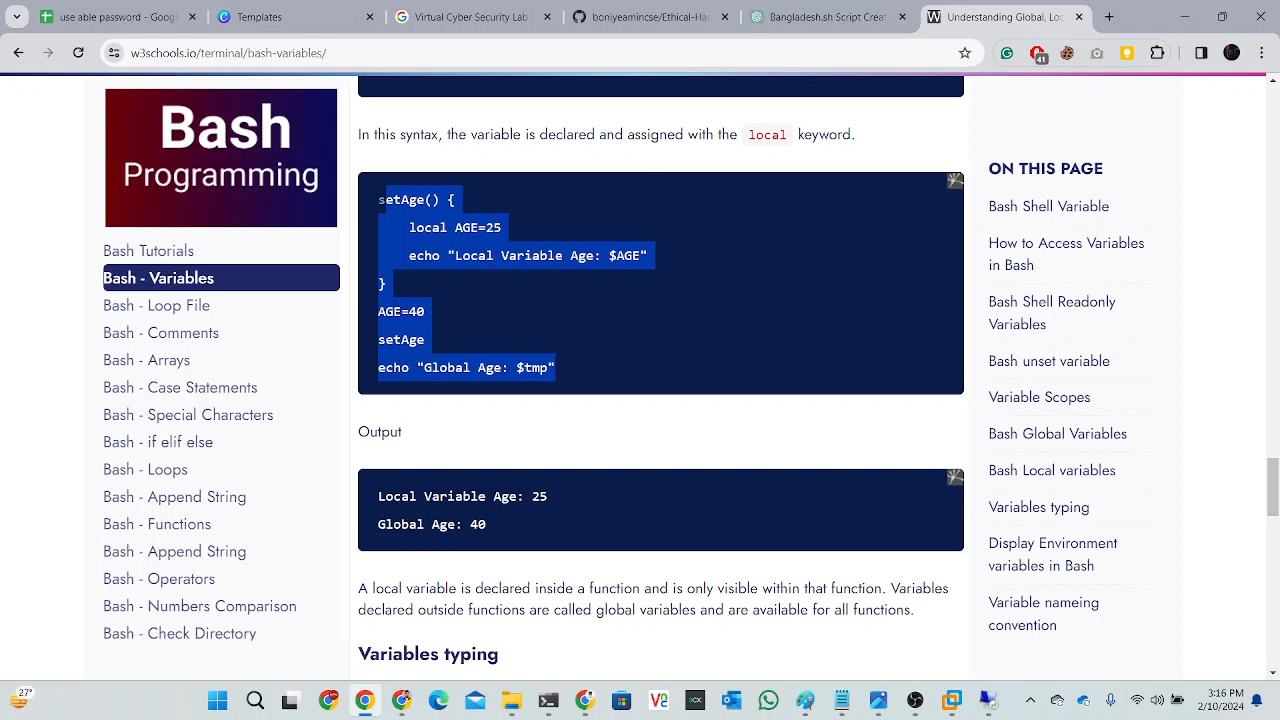 able password - Googl
Templates
Virtual Cyber Security Lab
boniyeamincse/Ethical-Hac
Bangladesh.sh Script Creat
Understanding Global, Loc
w3schools.io/terminal/bash-variables/
41
Bash
Programming
Bash Tutorials
Bash - Variables
Bash - Loop File
Bash - Comments
Bash - Arrays
Bash - Case Statements
Bash - Special Characters
Bash - if elif else
Bash - Loops
Bash - Append String
Bash - Functions
Bash - Append String
Bash - Operators
Bash - Numbers Comparison
Bash - Check Directory
In this syntax, the variable is declared and assigned with the local keyword.
setAge() {
local AGE=25
echo "Local Variable Age: $AGE"
}
AGE=40
setAge
echo "Global Age: $tmp"
Output
Local Variable Age: 25
Global Age: 40
A local variable is declared inside a function and is only visible within that function. Variables
declared outside functions are called global variables and are available for all functions.
Variables typing
ON THIS PAGE
Bash Shell Variable
How to Access Variables
in Bash
Bash Shell Readonly
Variables
Bash unset variable
Variable Scopes
Bash Global Variables
Bash Local variables
Variables typing
Display Environment
variables in Bash
Variable nameing
convention
27°
3:16 PM
2/10/2024